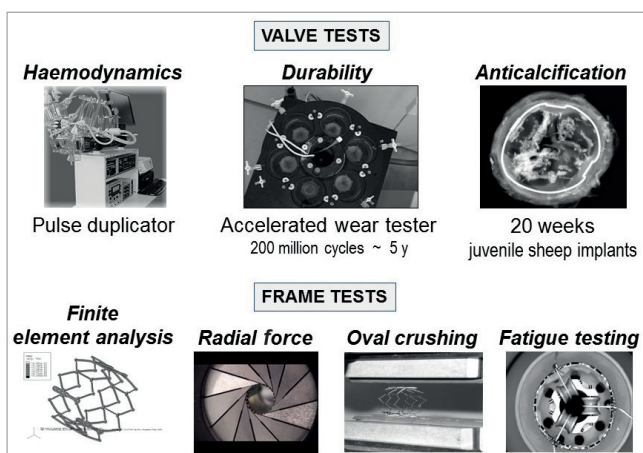 VALVE TESTS
Haemodynamics
Durability
Anticalcification
Pulse duplicator
Accelerated wear tester
200 million cycles ~ 5 y
20 weeks
juvenile sheep implants
FRAME TESTS
Finite
element analysis
Radial force
Oval crushing
Fatigue testing